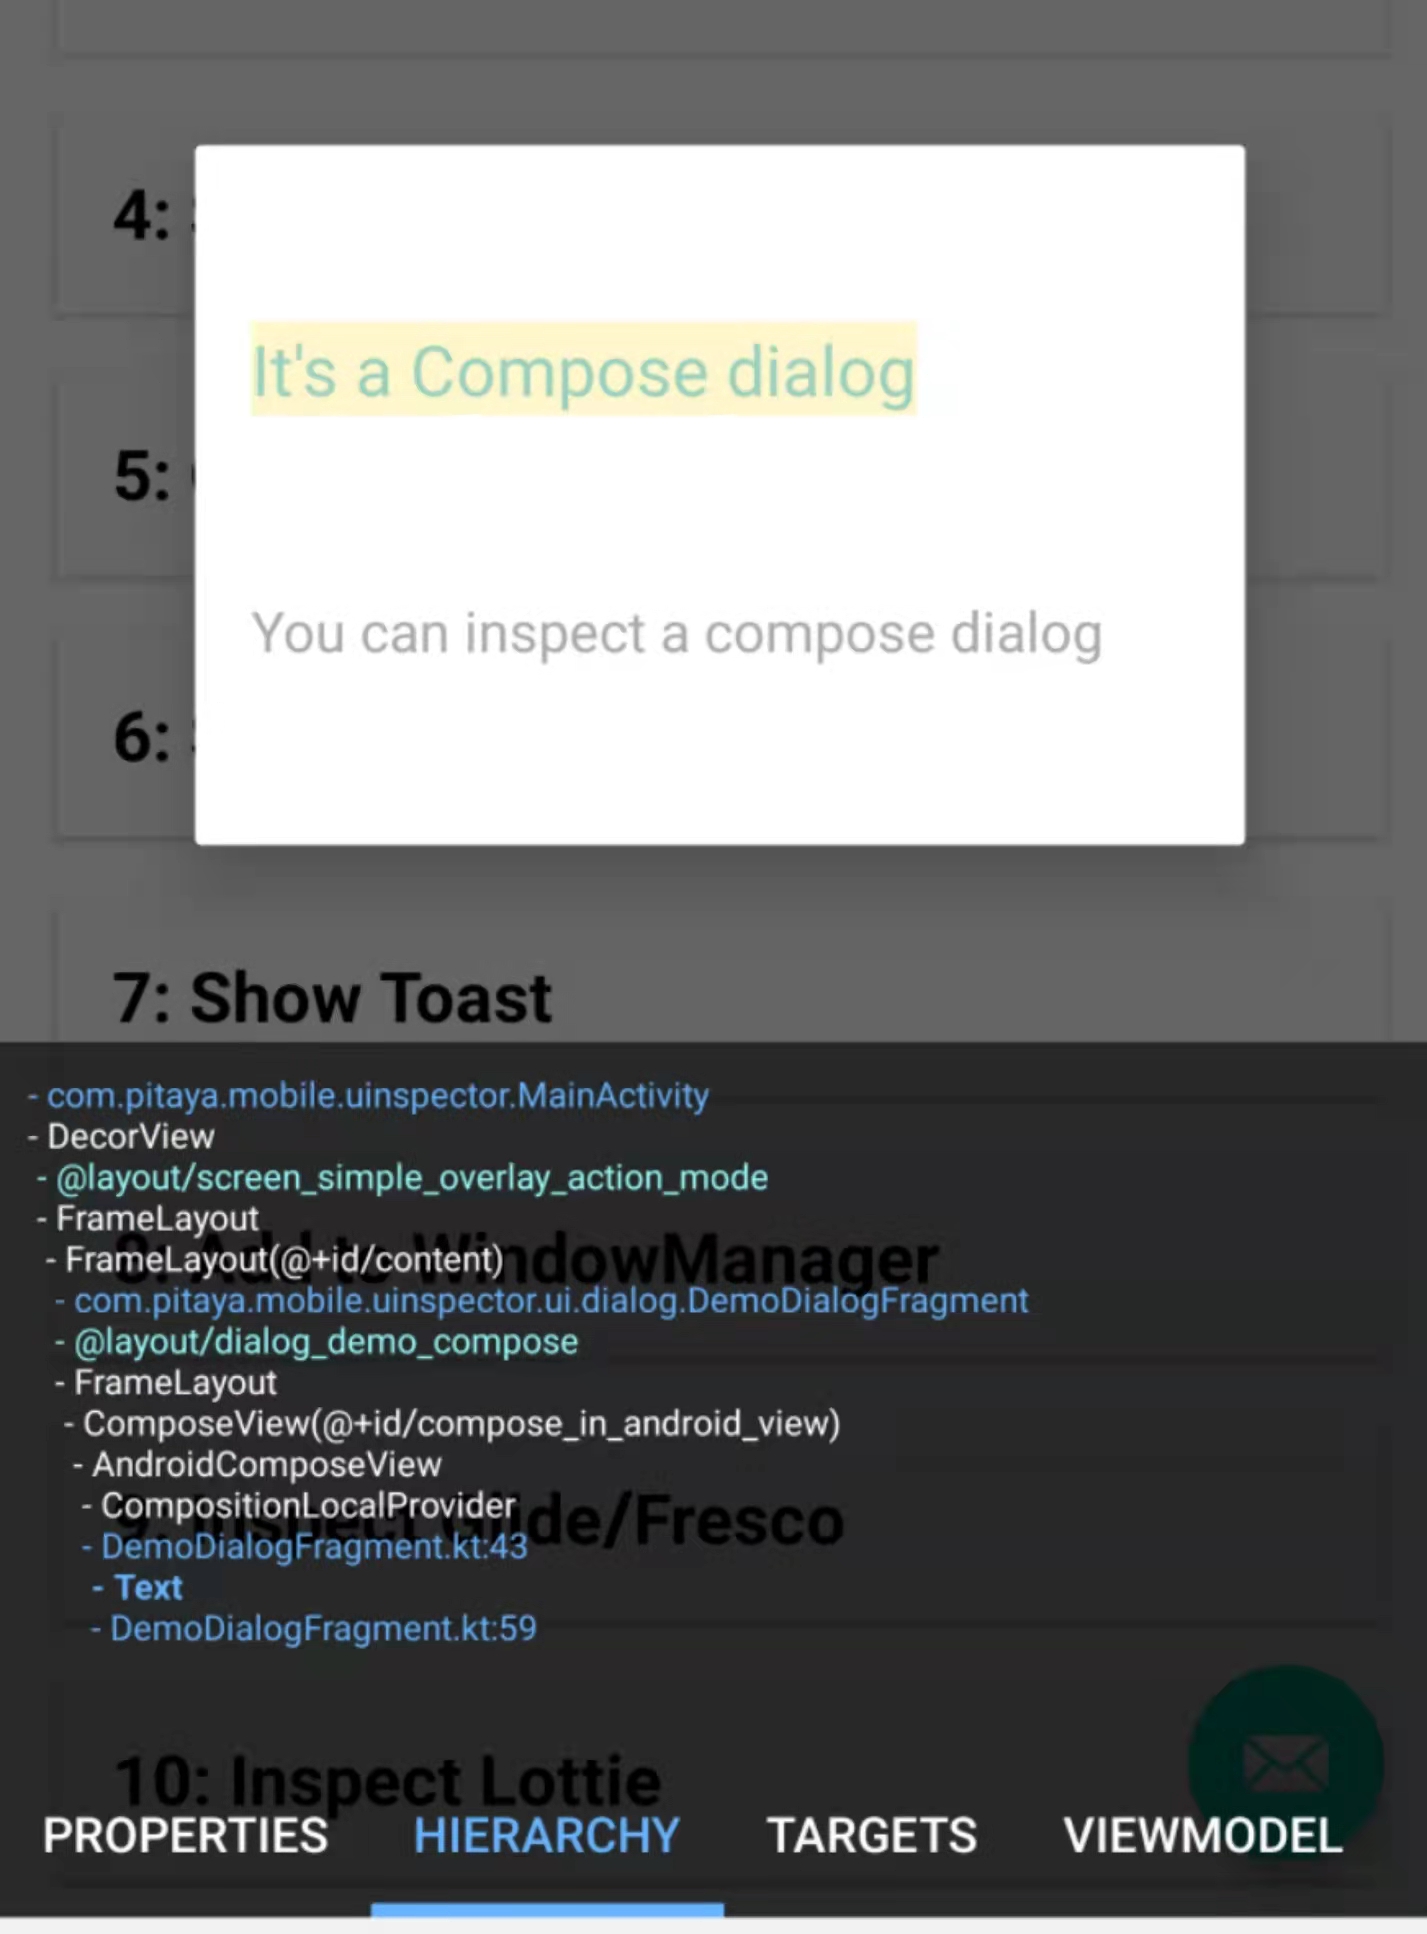 4:
It's a Compose dialog
5:
You can inspect a compose dialog
6:
7: Show Toast
- com.pitaya.mobile.uinspector.MainActivity
- DecorView
- @layout/screen_simple_overlay_action_mode
- FrameLayout
8: Add to WindowManager
- FrameLayout(@+id/content)
- com.pitaya.mobile.uinspector.ui.dialog.DemoDialogFragment
- @layout/dialog_demo_compose
- FrameLayout
- ComposeView(@+id/compose_in_android_view)
- AndroidComposeView
- CompositionLocalProvider
9: Inspect Glide/Fresco
- DemoDialogFragment.kt:43
- Text
- DemoDialogFragment.kt:59
10: Inspect Lottie
PROPERTIES HIERARCHY TARGETS VIEWMODEL